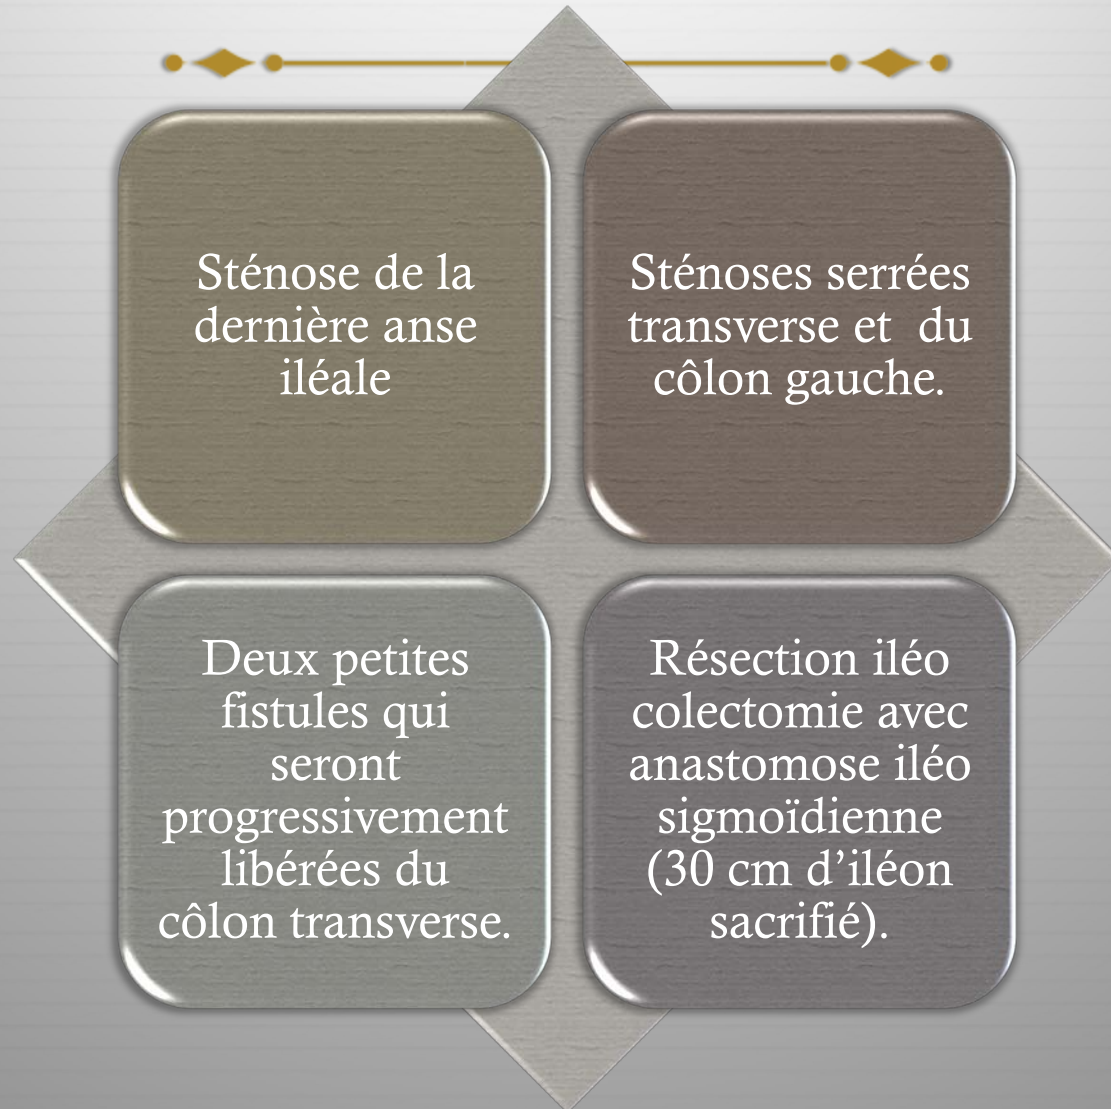 Sténose de la
dernière anse
iléale
Sténoses serrées
transverse et  du
côlon gauche.
Deux petites
fistules qui
seront
progressivement
libérées du
côlon transverse.
Résection iléo
colectomie avec
anastomose iléo
sigmoïdienne
(30 cm d’iléon
sacrifié).